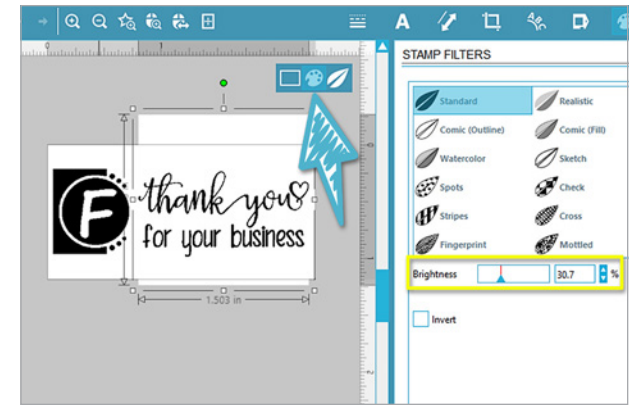 A
STAMP FILTERS
Standard
Realistic
Comic (Outline)
Comic (Fill)
Watercolor
Sketch
Spots
Check
Stripes
Cross
Fingerprint
Mottled
Brightness 30.7 %
Invert
F
thank you
for your business
1.503 in